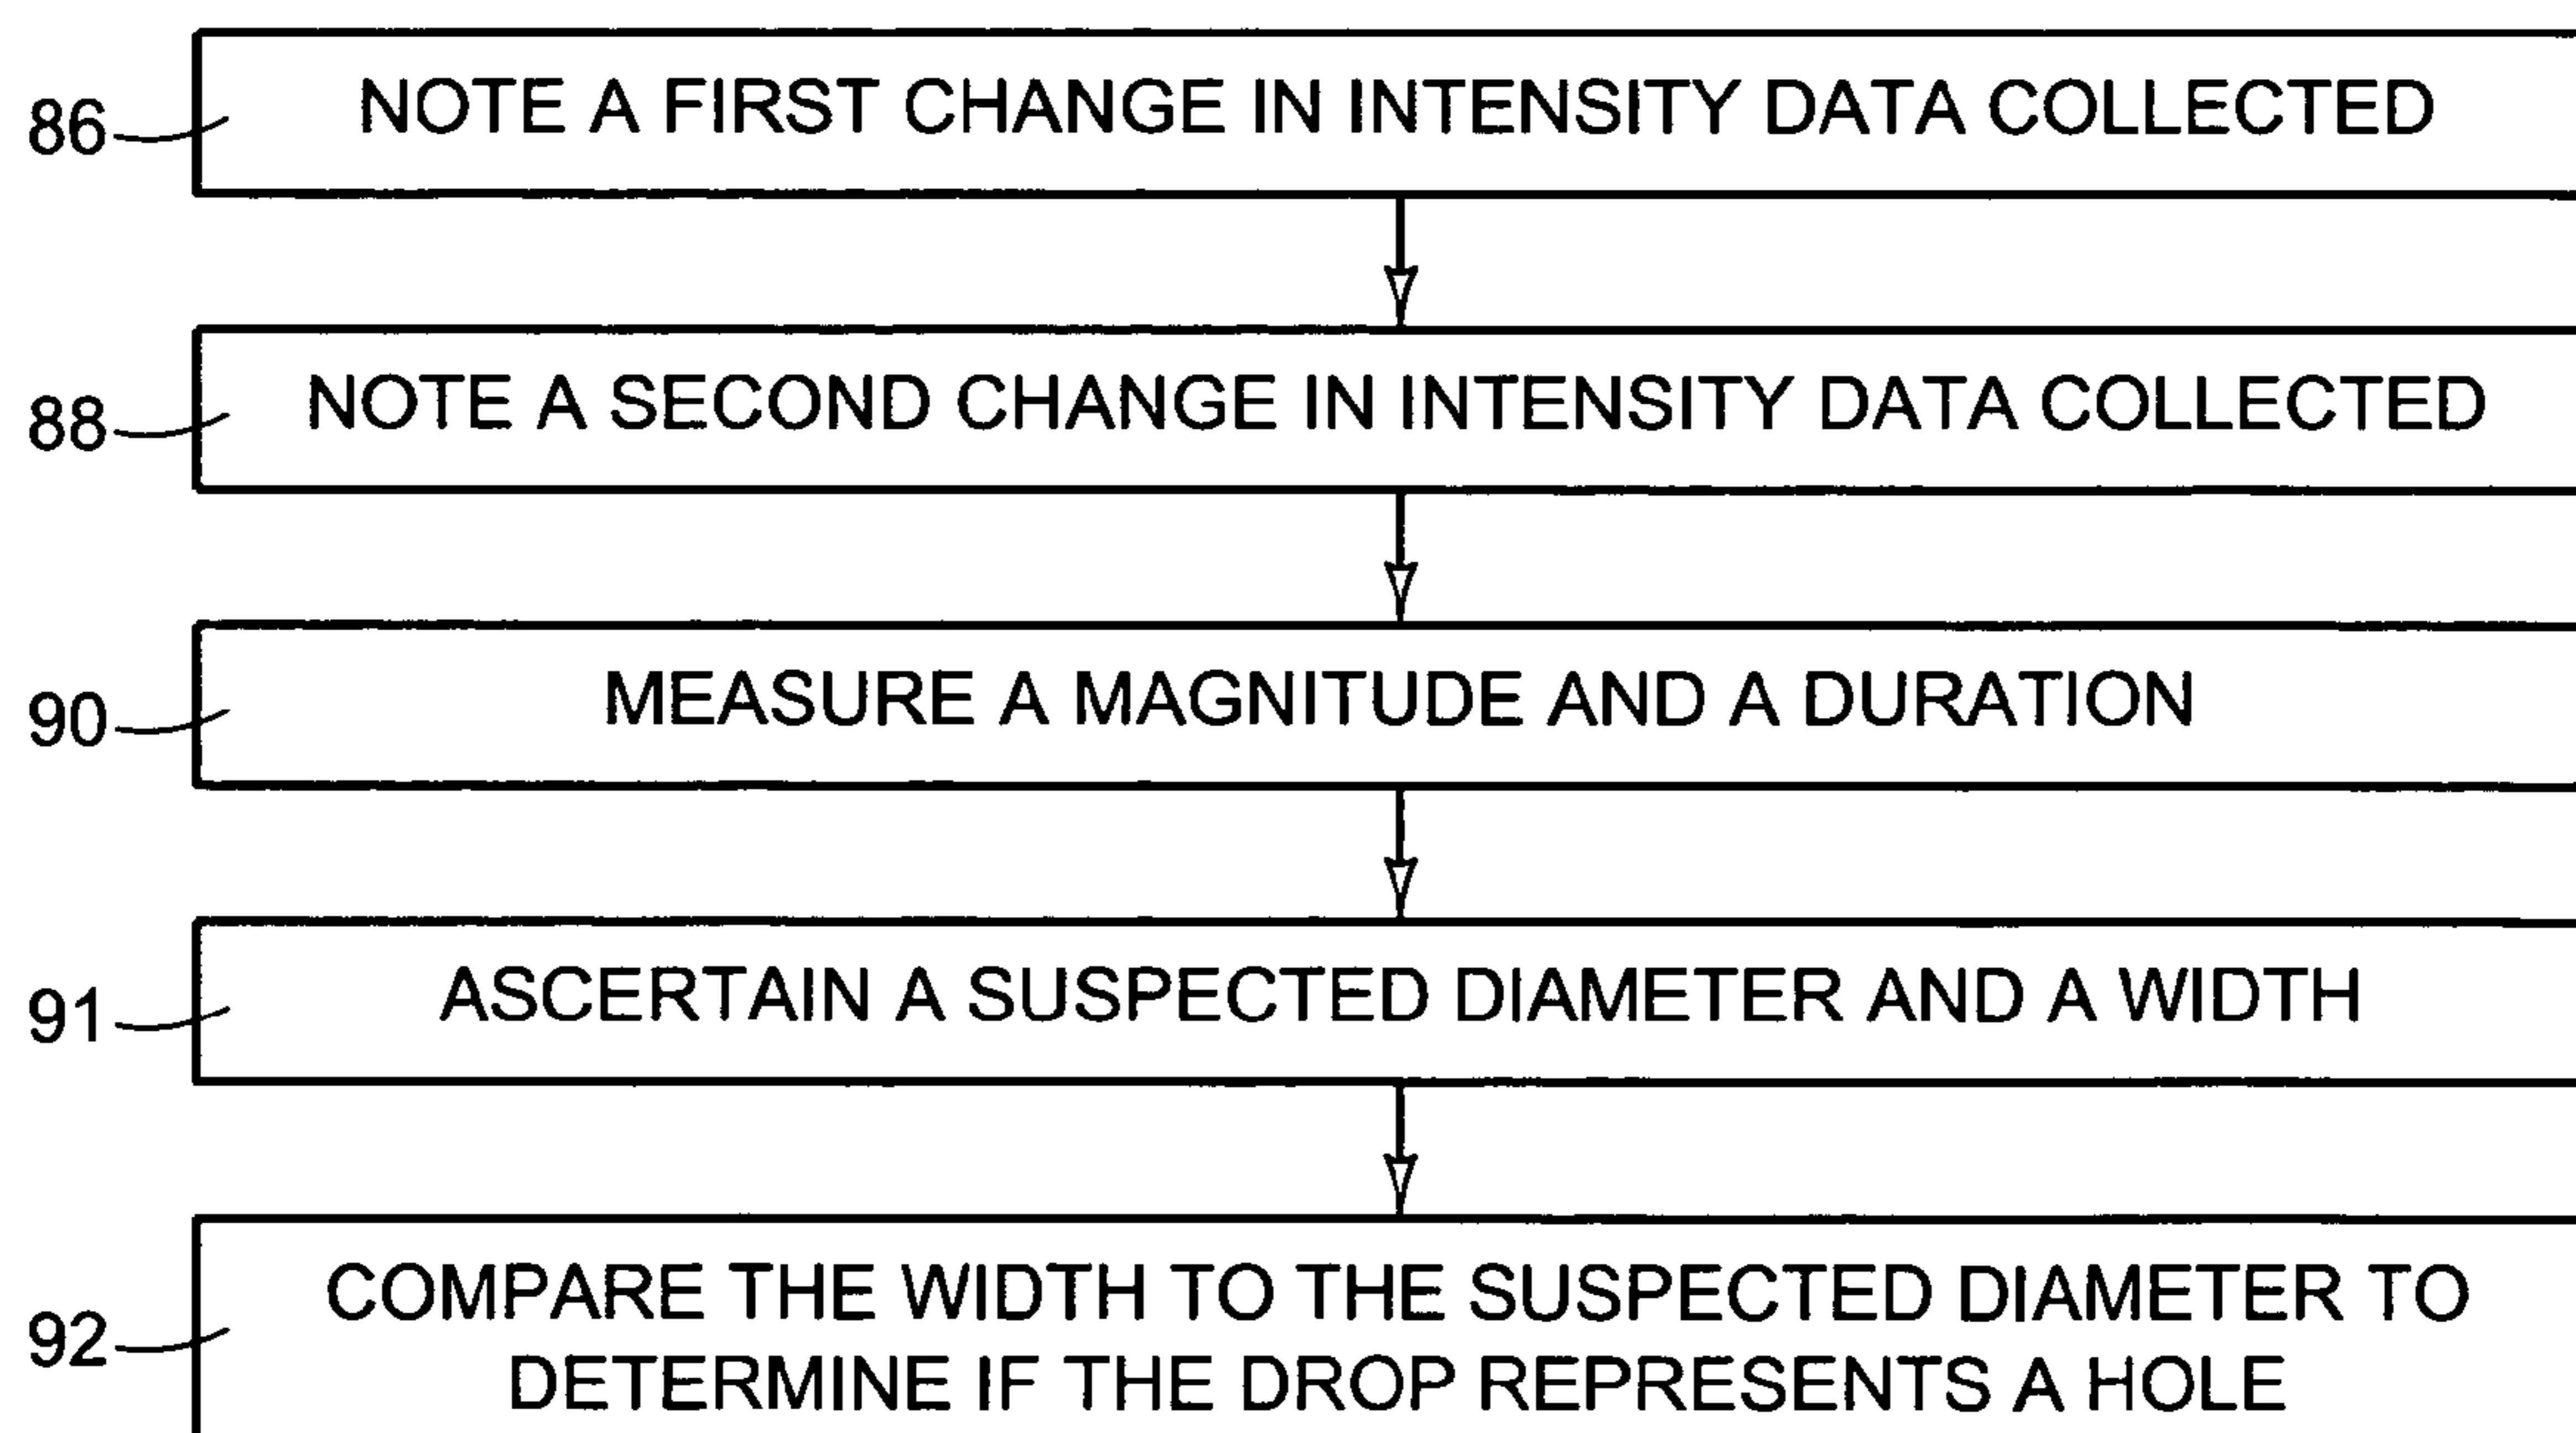 86
NOTE A FIRST CHANGE IN INTENSITY DATA COLLECTED
88
NOTE A SECOND CHANGE IN INTENSITY DATA COLLECTED
90
MEASURE A MAGNITUDE AND A DURATION
91
ASCERTAIN A SUSPECTED DIAMETER AND A WIDTH
92
COMPARE THE WIDTH TO THE SUSPECTED DIAMETER TO
DETERMINE IF THE DROP REPRESENTS A HOLE